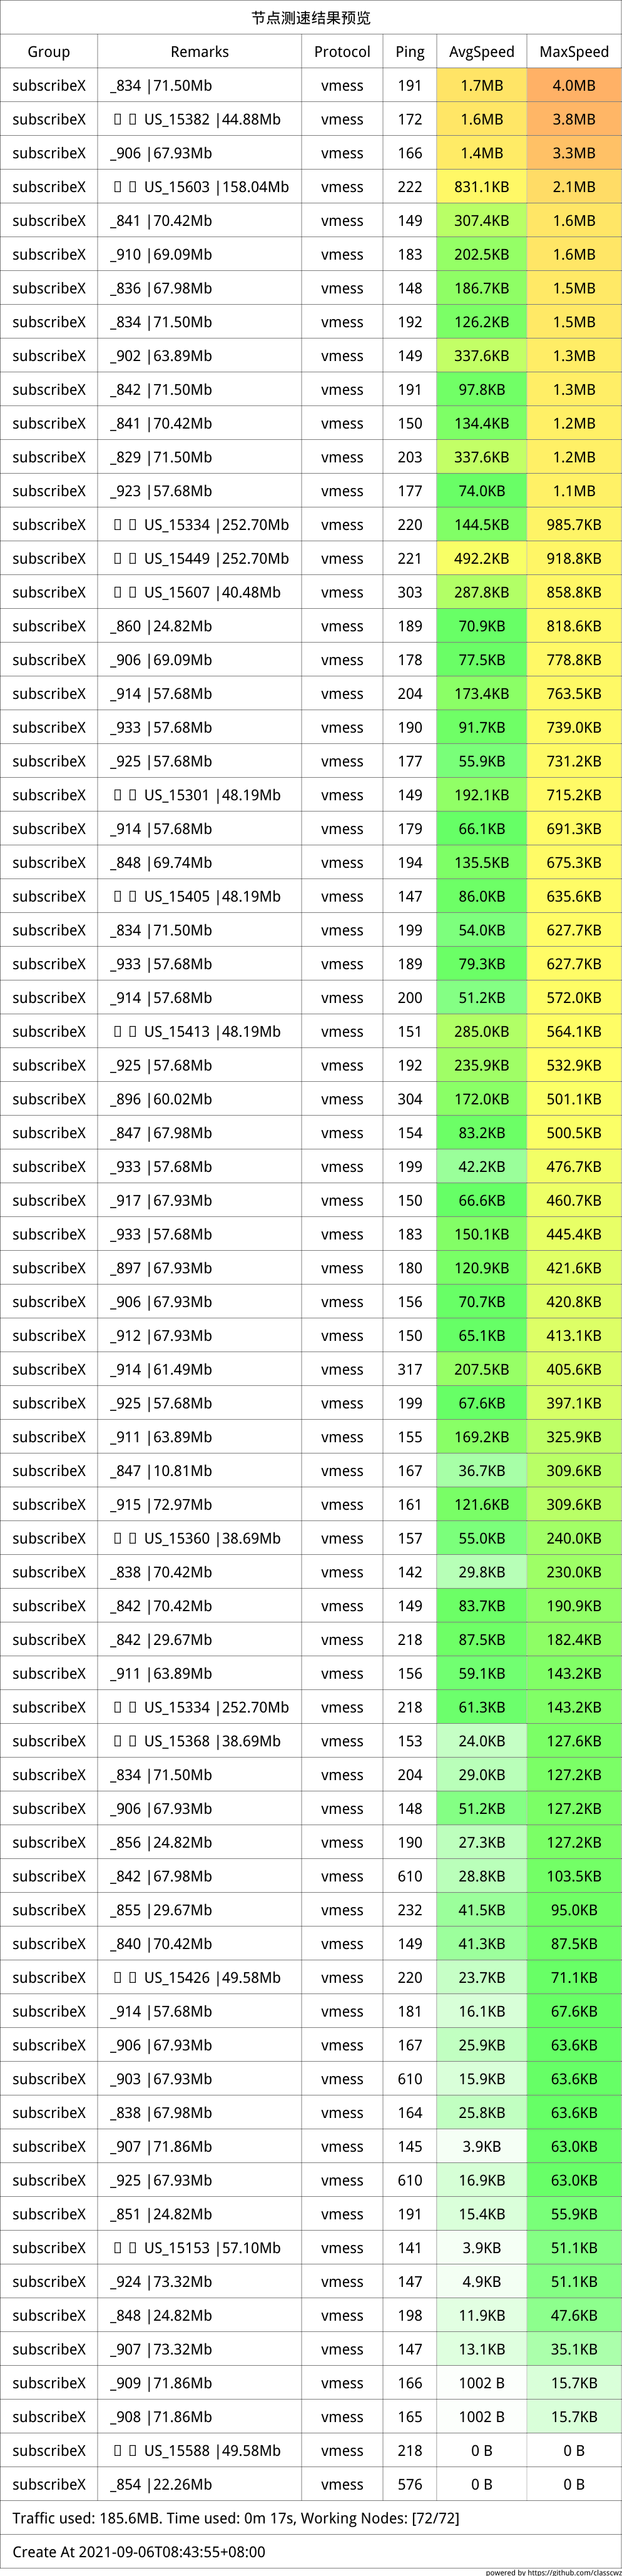 节点测速结果预览
Group Remarks Protocol Ping AvgSpeed MaxSpeed
subscribeX _834 |71.50Mb vmess 191 1.7MB 4.0MB
subscribeX US_15382 |44.88Mb vmess 172 1.6MB 3.8MB
subscribeX _906 |67.93Mb vmess 166 1.4MB 3.3MB
subscribeX US_15603 |158.04Mb vmess 222 831.1KB 2.1MB
subscribeX _841 |70.42Mb vmess 149 307.4KB 1.6MB
subscribeX _910 |69.09Mb vmess 183 202.5KB 1.6MB
subscribeX _836 |67.98Mb vmess 148 186.7KB 1.5MB
subscribeX _834 |71.50Mb vmess 192 126.2KB 1.5MB
subscribeX _902 |63.89Mb vmess 149 337.6KB 1.3MB
subscribeX _842 |71.50Mb vmess 191 97.8KB 1.3MB
subscribeX _841 |70.42Mb vmess 150 134.4KB 1.2MB
subscribeX _829 |71.50Mb vmess 203 337.6KB 1.2MB
subscribeX _923 |57.68Mb vmess 177 74.0KB 1.1MB
subscribeX US_15334 |252.70Mb vmess 220 144.5KB 985.7KB
subscribeX US_15449 |252.70Mb vmess 221 492.2KB 918.8KB
subscribeX US_15607 |40.48Mb vmess 303 287.8KB 858.8KB
subscribeX _860 |24.82Mb vmess 189 70.9KB 818.6KB
subscribeX _906 |69.09Mb vmess 178 77.5KB 778.8KB
subscribeX _914 |57.68Mb vmess 204 173.4KB 763.5KB
subscribeX _933 |57.68Mb vmess 190 91.7KB 739.0KB
subscribeX _925 |57.68Mb vmess 177 55.9KB 731.2KB
subscribeX US_15301 |48.19Mb vmess 149 192.1KB 715.2KB
subscribeX _914 |57.68Mb vmess 179 66.1KB 691.3KB
subscribeX _848 |69.74Mb vmess 194 135.5KB 675.3KB
subscribeX US_15405 |48.19Mb vmess 147 86.0KB 635.6KB
subscribeX _834 |71.50Mb vmess 199 54.0KB 627.7KB
subscribeX _933 |57.68Mb vmess 189 79.3KB 627.7KB
subscribeX _914 |57.68Mb vmess 200 51.2KB 572.0KB
subscribeX US_15413 |48.19Mb vmess 151 285.0KB 564.1KB
subscribeX _925 |57.68Mb vmess 192 235.9KB 532.9KB
subscribeX _896 |60.02Mb vmess 304 172.0KB 501.1KB
subscribeX _847 |67.98Mb vmess 154 83.2KB 500.5KB
subscribeX _933 |57.68Mb vmess 199 42.2KB 476.7KB
subscribeX _917 |67.93Mb vmess 150 66.6KB 460.7KB
subscribeX _933 |57.68Mb vmess 183 150.1KB 445.4KB
subscribeX _897 |67.93Mb vmess 180 120.9KB 421.6KB
subscribeX _906 |67.93Mb vmess 156 70.7KB 420.8KB
subscribeX _912 |67.93Mb vmess 150 65.1KB 413.1KB
subscribeX _914 |61.49Mb vmess 317 207.5KB 405.6KB
subscribeX _925 |57.68Mb vmess 199 67.6KB 397.1KB
subscribeX _911 |63.89Mb vmess 155 169.2KB 325.9KB
subscribeX _847 |10.81Mb vmess 167 36.7KB 309.6KB
subscribeX _915 |72.97Mb vmess 161 121.6KB 309.6KB
subscribeX US_15360 |38.69Mb vmess 157 55.0KB 240.0KB
subscribeX _838 |70.42Mb vmess 142 29.8KB 230.0KB
subscribeX _842 |70.42Mb vmess 149 83.7KB 190.9KB
subscribeX _842 |29.67Mb vmess 218 87.5KB 182.4KB
subscribeX _911 |63.89Mb vmess 156 59.1KB 143.2KB
subscribeX US_15334 |252.70Mb vmess 218 61.3KB 143.2KB
subscribeX US_15368 |38.69Mb vmess 153 24.0KB 127.6KB
subscribeX _834 |71.50Mb vmess 204 29.0KB 127.2KB
subscribeX _906 |67.93Mb vmess 148 51.2KB 127.2KB
subscribeX _856 |24.82Mb vmess 190 27.3KB 127.2KB
subscribeX _842 |67.98Mb vmess 610 28.8KB 103.5KB
subscribeX _855 |29.67Mb vmess 232 41.5KB 95.0KB
subscribeX _840 |70.42Mb vmess 149 41.3KB 87.5KB
subscribeX US_15426 |49.58Mb vmess 220 23.7KB 71.1KB
subscribeX _914 |57.68Mb vmess 181 16.1KB 67.6KB
subscribeX _906 |67.93Mb vmess 167 25.9KB 63.6KB
subscribeX _903 |67.93Mb vmess 610 15.9KB 63.6KB
subscribeX _838 |67.98Mb vmess 164 25.8KB 63.6KB
subscribeX _907 |71.86Mb vmess 145 3.9KB 63.0KB
subscribeX _925 |67.93Mb vmess 610 16.9KB 63.0KB
subscribeX _851 |24.82Mb vmess 191 15.4KB 55.9KB
subscribeX US_15153 |57.10Mb vmess 141 3.9KB 51.1KB
subscribeX _924 |73.32Mb vmess 147 4.9KB 51.1KB
subscribeX _848 |24.82Mb vmess 198 11.9KB 47.6KB
subscribeX _907 |73.32Mb vmess 147 13.1KB 35.1KB
subscribeX _909 |71.86Mb vmess 166 1002 B 15.7KB
subscribeX _908 |71.86Mb vmess 165 1002 B 15.7KB
subscribeX US_15588 |49.58Mb vmess 218 0 B 0 B
subscribeX _854 |22.26Mb vmess 576 0 B 0 B
Traffic used: 185.6MB. Time used: 0m 17s, Working Nodes: [72/72]
Create At 2021-09-06T08:43:55+08:00
powered by https://github.com/classcwz